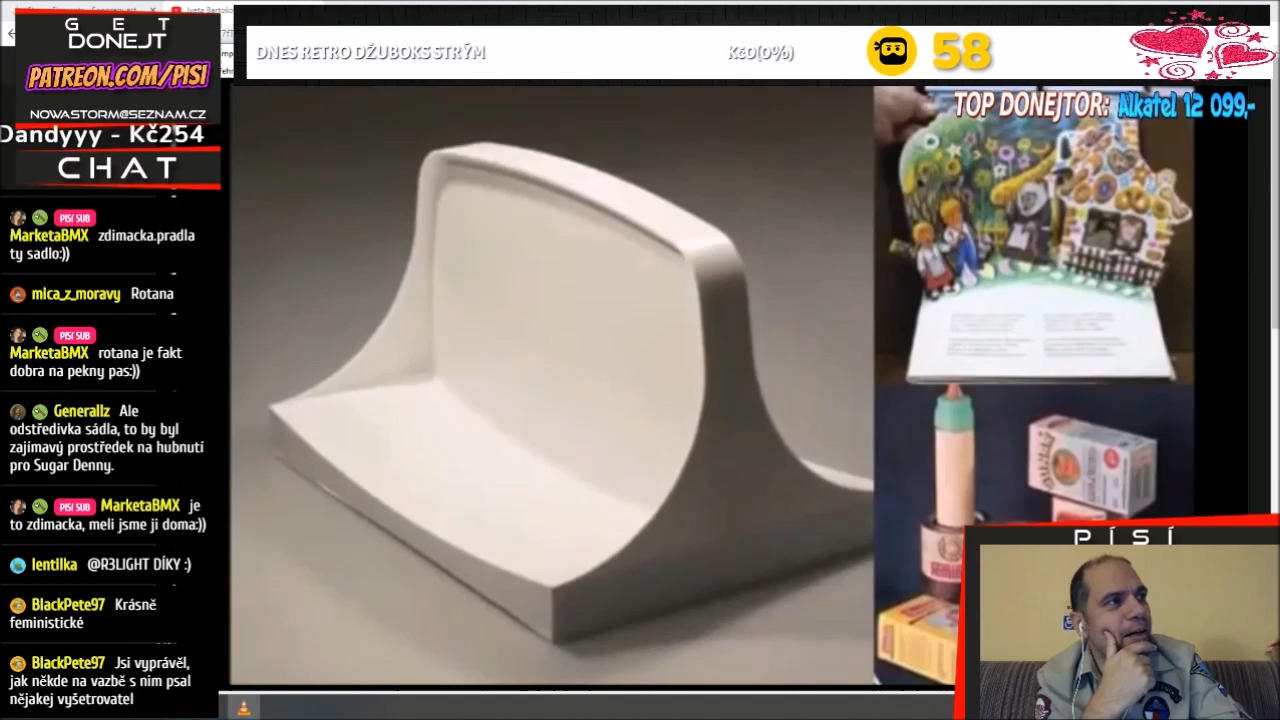 GET
DONEJT
PATREON.COM/PISI
NOVASTORM@SEZNAM.CZ
Dandyyy - Kč254
CHAT
PISI SUB
MarketaBMX zdimacka.pradla
ty sadlo:))
mica_z_moravy Rotana
PISI SUB
MarketaBMX rotana je fakt
dobra na pekny pas:))
Generallz Ale
odstředivka sádla, to by byl
zajímavý prostředek na hubnutí
pro Sugar Denny.
PISI SUB MarketaBMX je
to zdimacka, meli jsme ji doma:))
lentilka @R3LIGHT DÍKY :)
BlackPete97 Krásně
feministické
BlackPete97 Jsi vyprávěl,
jak někde na vazbě s nim psal
nějakej vyšetrovatel
DNES RETRO DŽUBOKS STRÝM
Kč0(0%)
58
TOP DONEJTOR: Alkatel 12 099,-
PÍSÍ